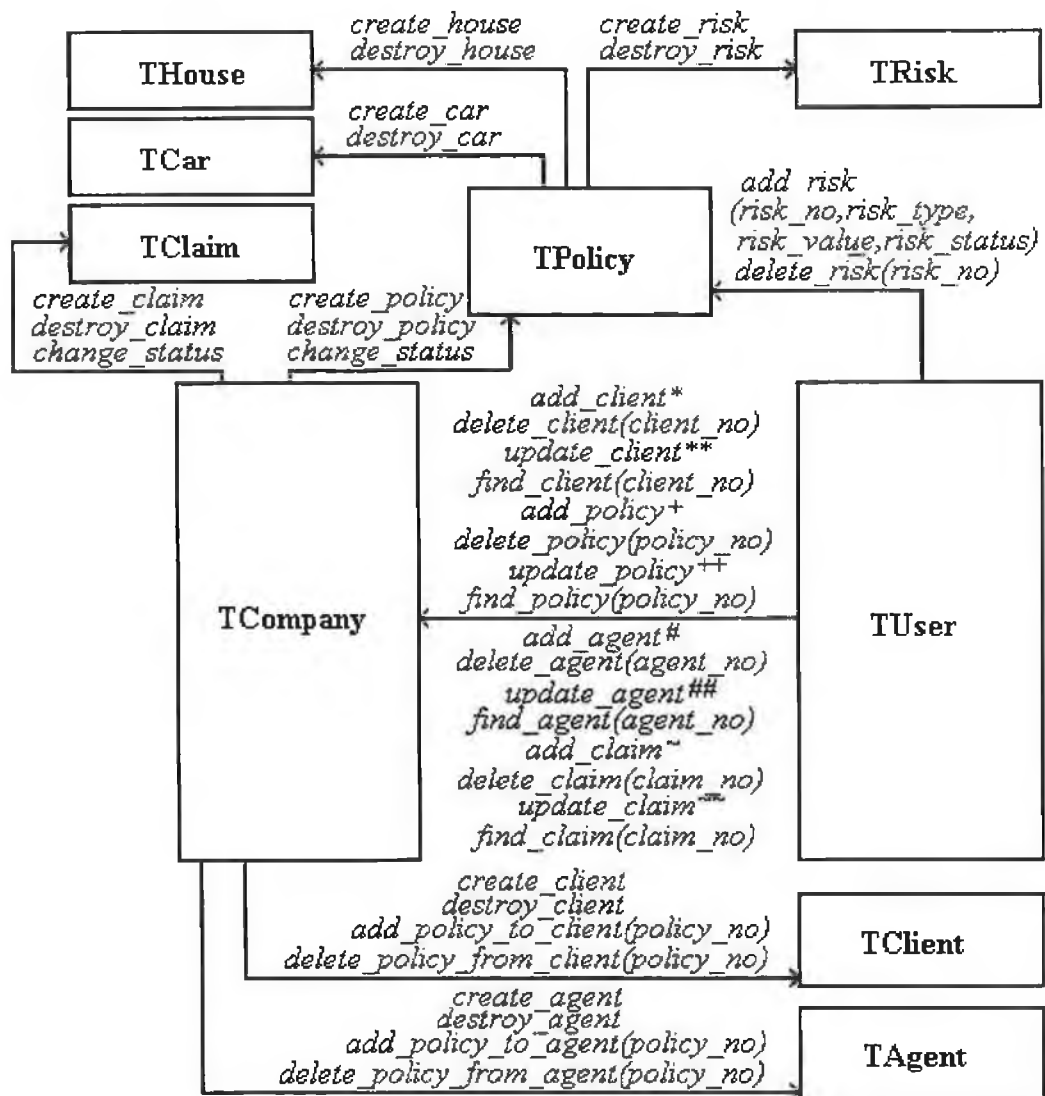 create_house
destroy_house
create_risk
destroy_risk
THouse
TRisk
create_car
destroy_car
TCar
add_risk
(risk_no,risk_type,
risk_value,risk_status)
delete_risk(risk_no)
TClaim
TPolicy
create_claim
destroy_claim
change_status
create_policy
destroy_policy
change_status
add_client*
delete_client(client_no)
update_client**
find_client(client_no)
add_policy+
delete_policy(policy_no)
update_policy++
find_policy(policy_no)
TCompany
TUser
add_agent#
delete_agent(agent_no)
update_agent##
find_agent(agent_no)
add_claim~
delete_claim(claim_no)
update_claim~~
find_claim(claim_no)
create_client
destroy_client
add_policy_to_client(policy_no)
delete_policy_from_client(policy_no)
TClient
create_agent
destroy_agent
add_policy_to_agent(policy_no)
delete_policy_from_agent(policy_no)
TAgent